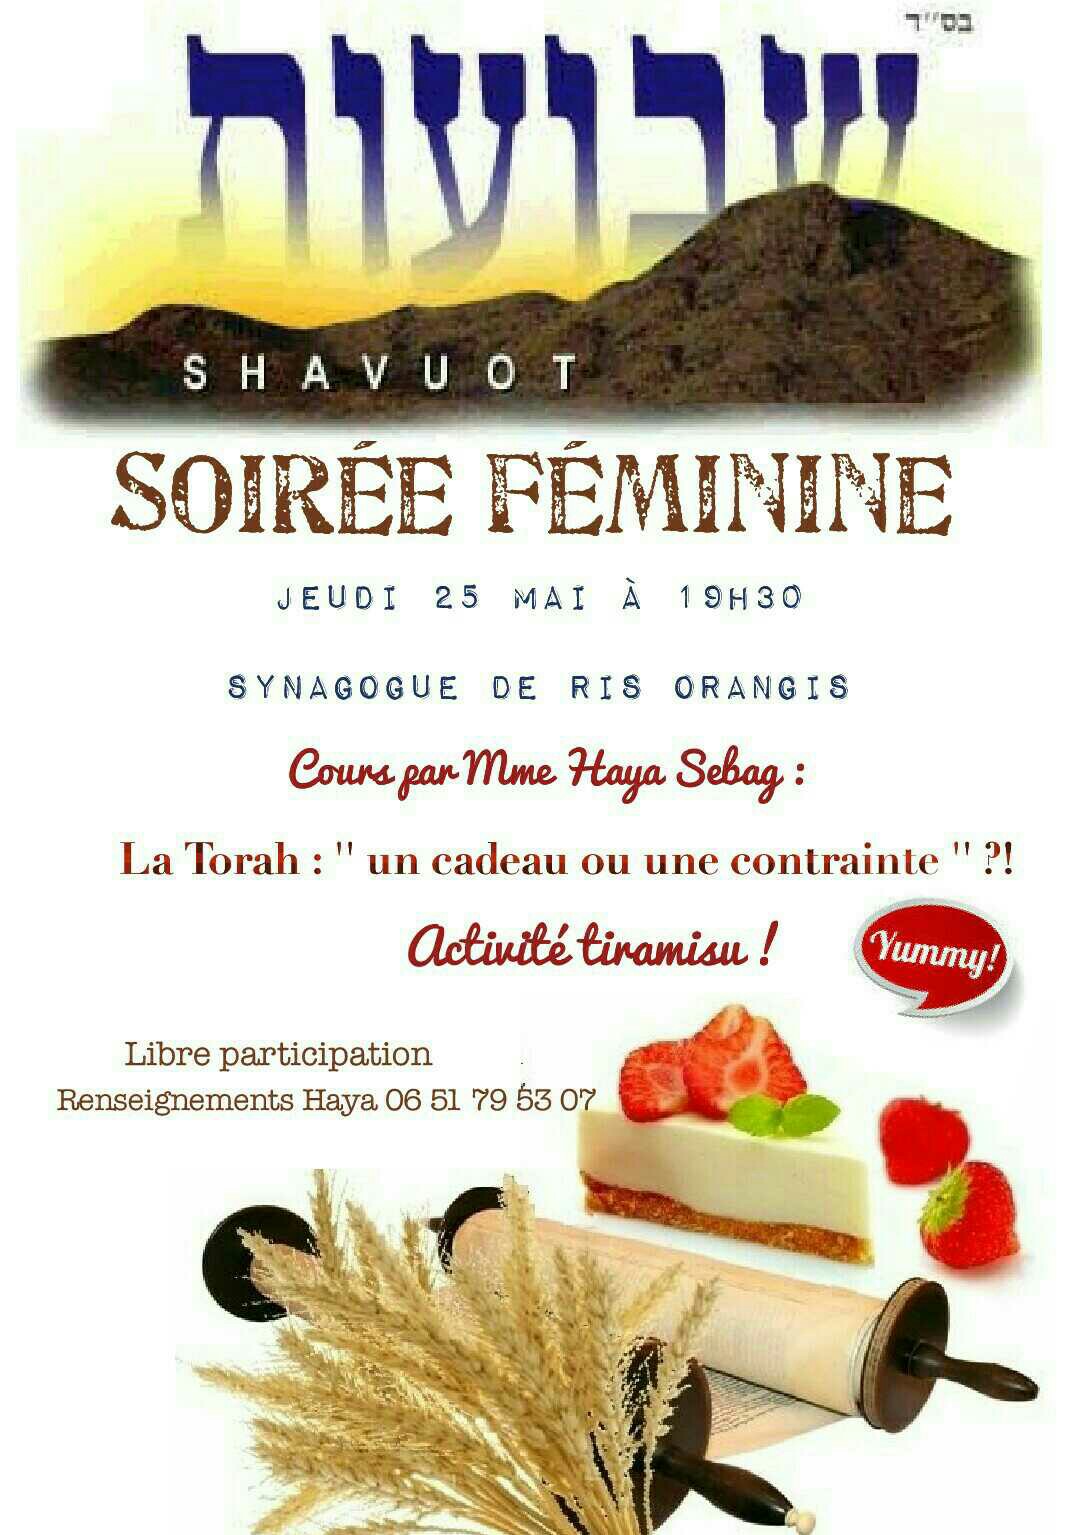 בס''ד
שבועות
SHAVUOT
SOIRÉE FÉMININE
JEUDI 25 MAI À 19H30
SYNAGOGUE DE RIS ORANGIS
Cours par Mme Haya Sebag :
La Torah : " un cadeau ou une contrainte " ?!
Activité tiramisu !
Yummy!
Libre participation
Renseignements Haya 06 51 79 53 07